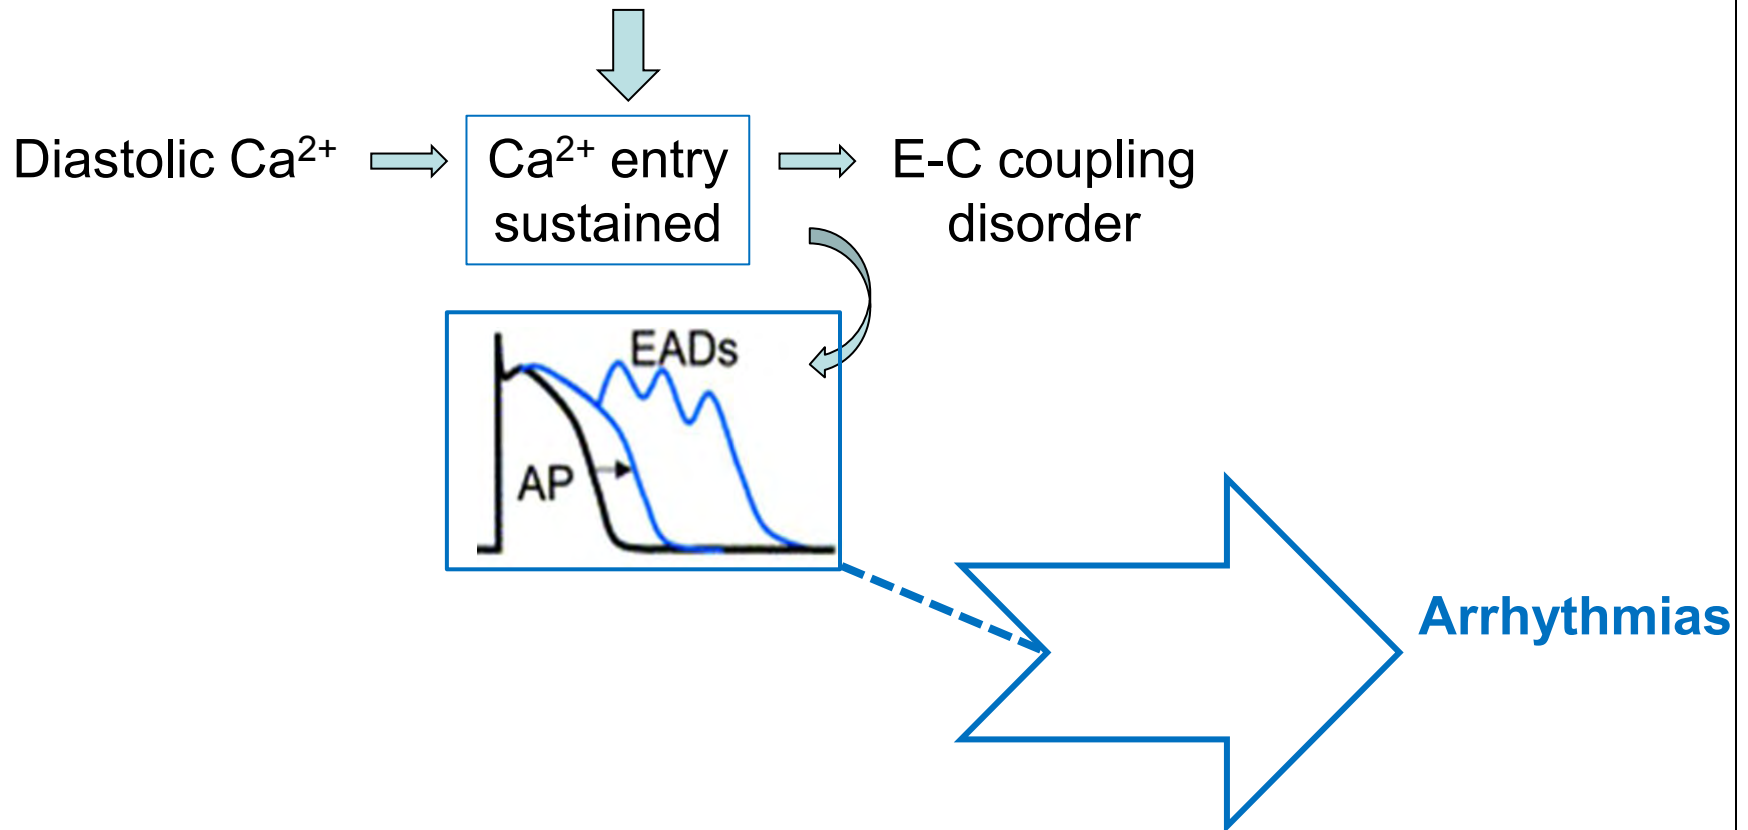 Diastolic Ca²⁺
Ca²⁺ entry
sustained
E-C coupling
disorder
EADs
AP
Arrhythmias